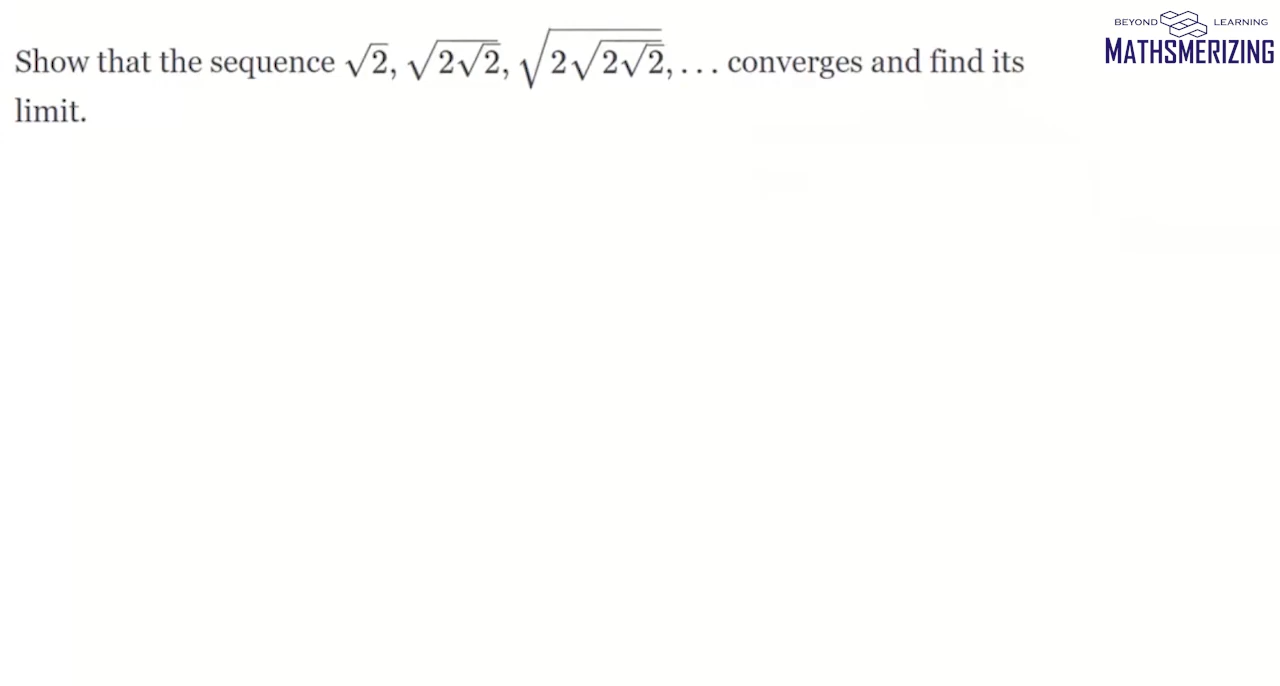 BEYOND LEARNING
MATHSMERIZING
Show that the sequence √2, √(2√2), √(2√(2√2)), ... converges and find its
limit.